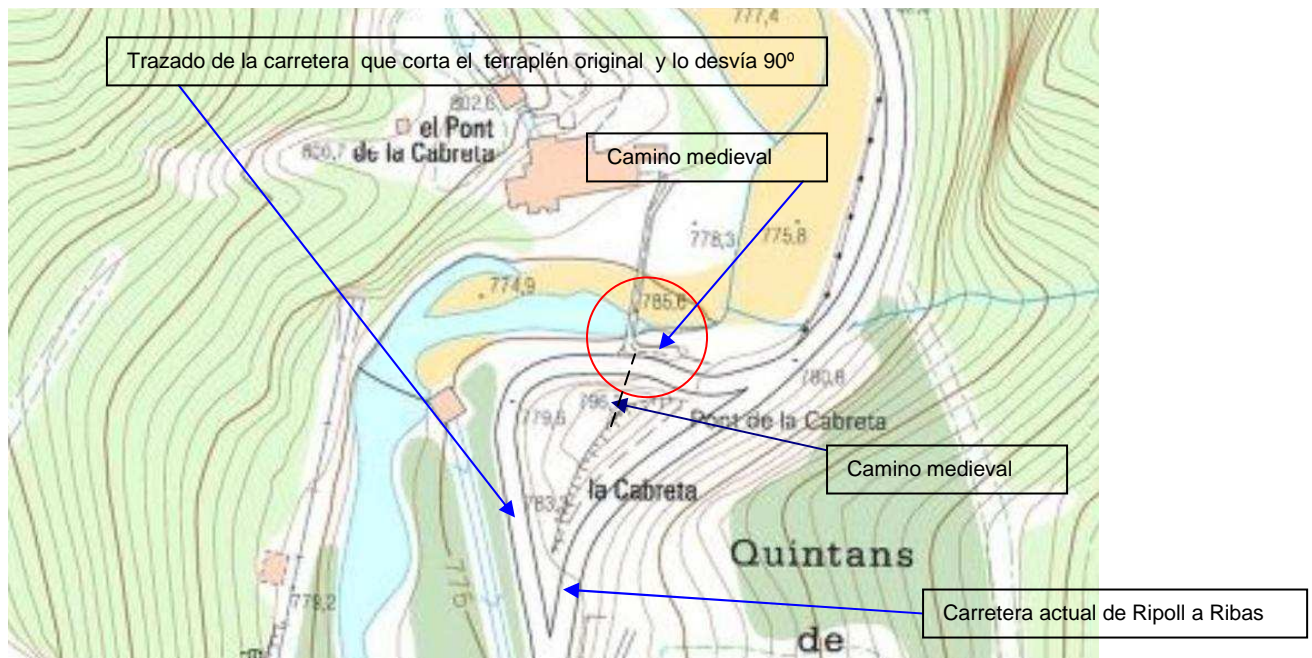 777,4
Trazado de la carretera que corta el terraplén original y lo desvía 90º
802,6
el Pont
de la Cabreta
Camino medieval
778,3
775,8
774,9
785,6
780,8
779,5
Pont de la Cabreta
Camino medieval
la Cabreta
Quintans
779,2
Carretera actual de Ripoll a Ribas
de